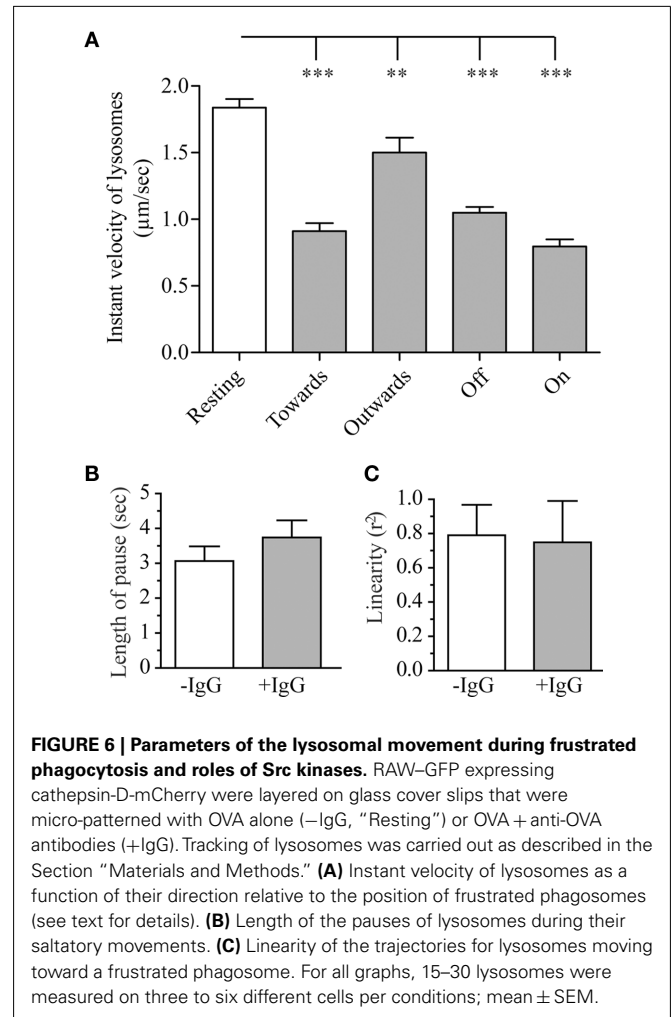 A
*** ** *** ***
Instant velocity of lysosomes
(µm/sec)
2.0
1.5
1.0
0.5
0.0
Resting
Towards
Outwards
Off
On
B
Length of pause (sec)
5
4
3
2
1
0
-IgG
+IgG
C
Linearity (r²)
1.0
0.8
0.6
0.4
0.2
0.0
-IgG
+IgG
FIGURE 6 | Parameters of the lysosomal movement during frustrated
phagocytosis and roles of Src kinases. RAW–GFP expressing
cathepsin-D-mCherry were layered on glass cover slips that were
micro-patterned with OVA alone (−IgG, “Resting”) or OVA + anti-OVA
antibodies (+IgG). Tracking of lysosomes was carried out as described in the
Section “Materials and Methods.” (A) Instant velocity of lysosomes as a
function of their direction relative to the position of frustrated phagosomes
(see text for details). (B) Length of the pauses of lysosomes during their
saltatory movements. (C) Linearity of the trajectories for lysosomes moving
toward a frustrated phagosome. For all graphs, 15–30 lysosomes were
measured on three to six different cells per conditions; mean ± SEM.